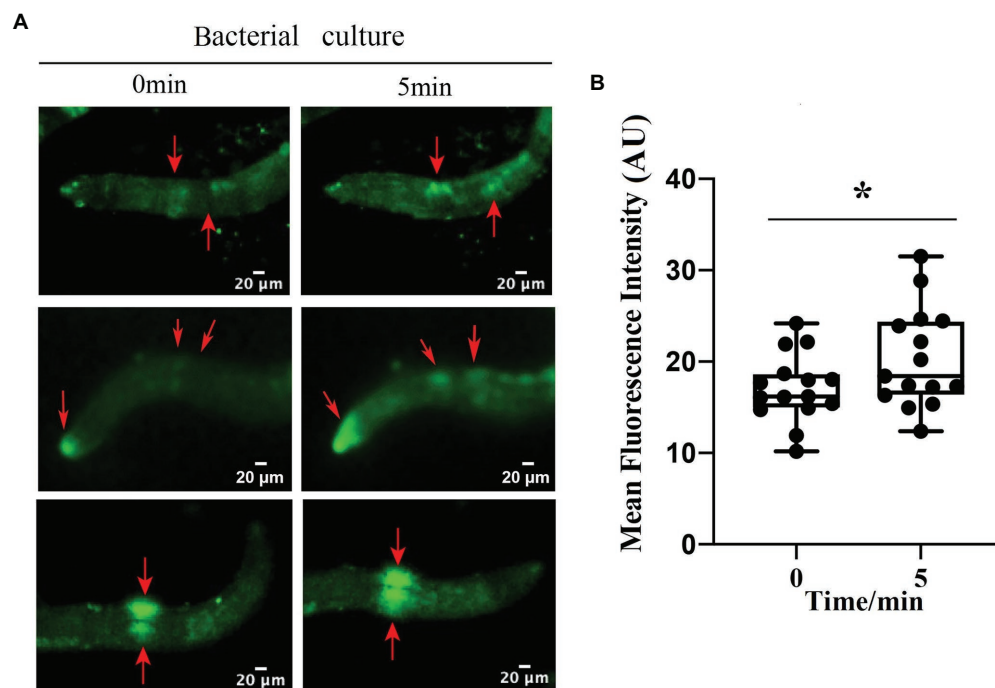 A
Bacterial culture
0min
5min
20 μm
20 μm
20 μm
20 μm
20 μm
20 μm
B
Mean Fluorescence Intensity (AU)
40
30
20
10
0
*
0
5
Time/min